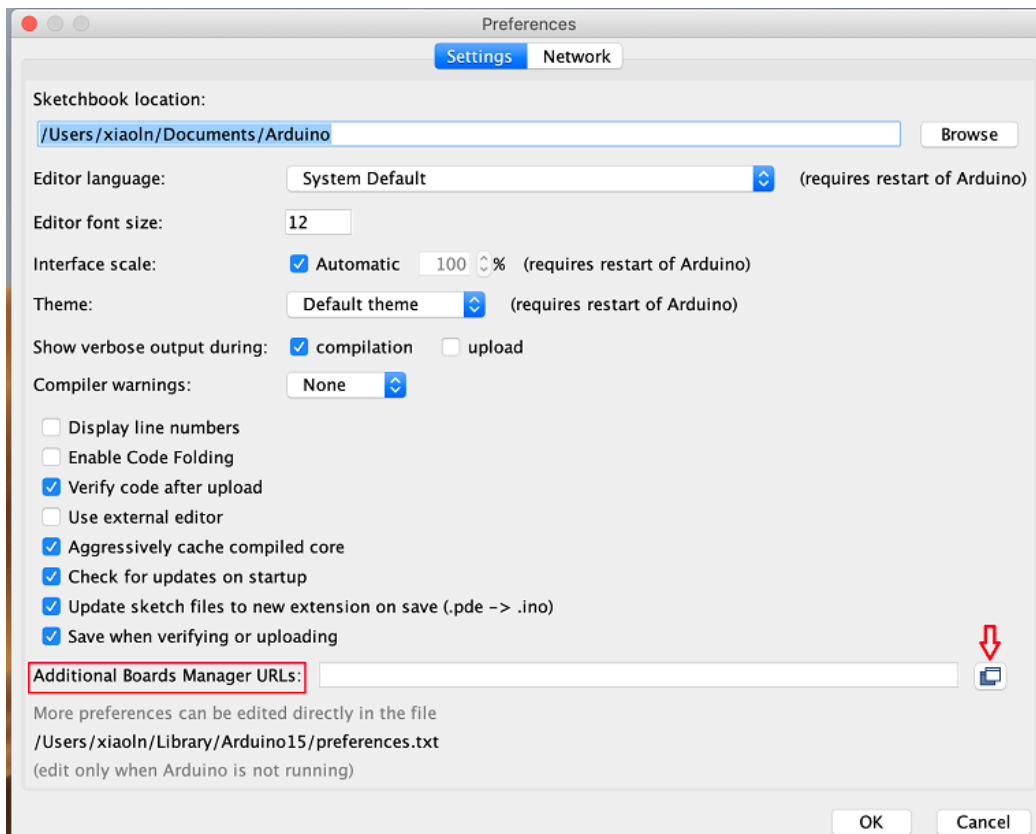 Preferences
Settings Network
Sketchbook location:
/Users/xiaoln/Documents/Arduino Browse
Editor language: System Default (requires restart of Arduino)
Editor font size: 12
Interface scale: Automatic 100 % (requires restart of Arduino)
Theme: Default theme (requires restart of Arduino)
Show verbose output during: compilation upload
Compiler warnings: None
Display line numbers
Enable Code Folding
Verify code after upload
Use external editor
Aggressively cache compiled core
Check for updates on startup
Update sketch files to new extension on save (.pde -> .ino)
Save when verifying or uploading
Additional Boards Manager URLs:
More preferences can be edited directly in the file
/Users/xiaoln/Library/Arduino15/preferences.txt
(edit only when Arduino is not running)
OK Cancel